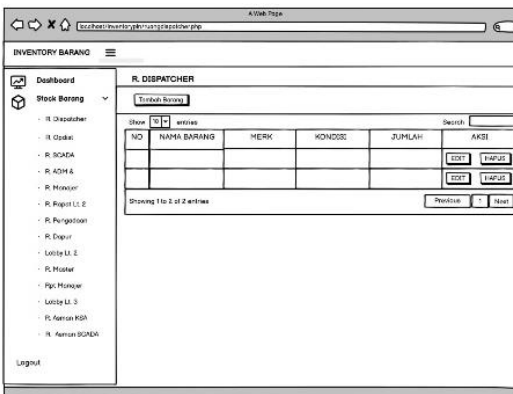 A Web Page
localhost/inventorypln/ruangdispatcher.php
INVENTORY BARANG
Dashboard
Stock Barang
- R. Dispatcher
- R. Opdist
- R. SCADA
- R. ADM &
- R. Manajer
- R. Rapat Lt. 2
- R. Pengadaan
- R. Dapur
- Lobby Lt. 2
- R. Master
- Rpt Manajer
- Lobby Lt. 3
- R. Asman KSA
- R. Asman SCADA
Logout
R. DISPATCHER
Tambah Barang
Show 10 entries Search
NO NAMA BARANG MERK KONDISI JUMLAH AKSI
EDIT HAPUS
EDIT HAPUS
Showing 1 to 2 of 2 entries Previous 1 Next